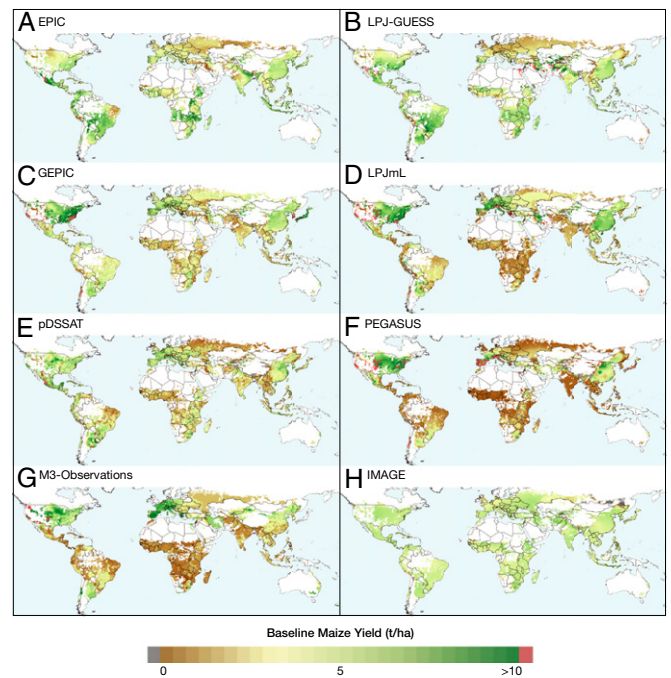 A EPIC
B LPJ-GUESS
C GEPIC
D LPJmL
E pDSSAT
F PEGASUS
G M3-Observations
H IMAGE
Baseline Maize Yield (t/ha)
0 5 >10